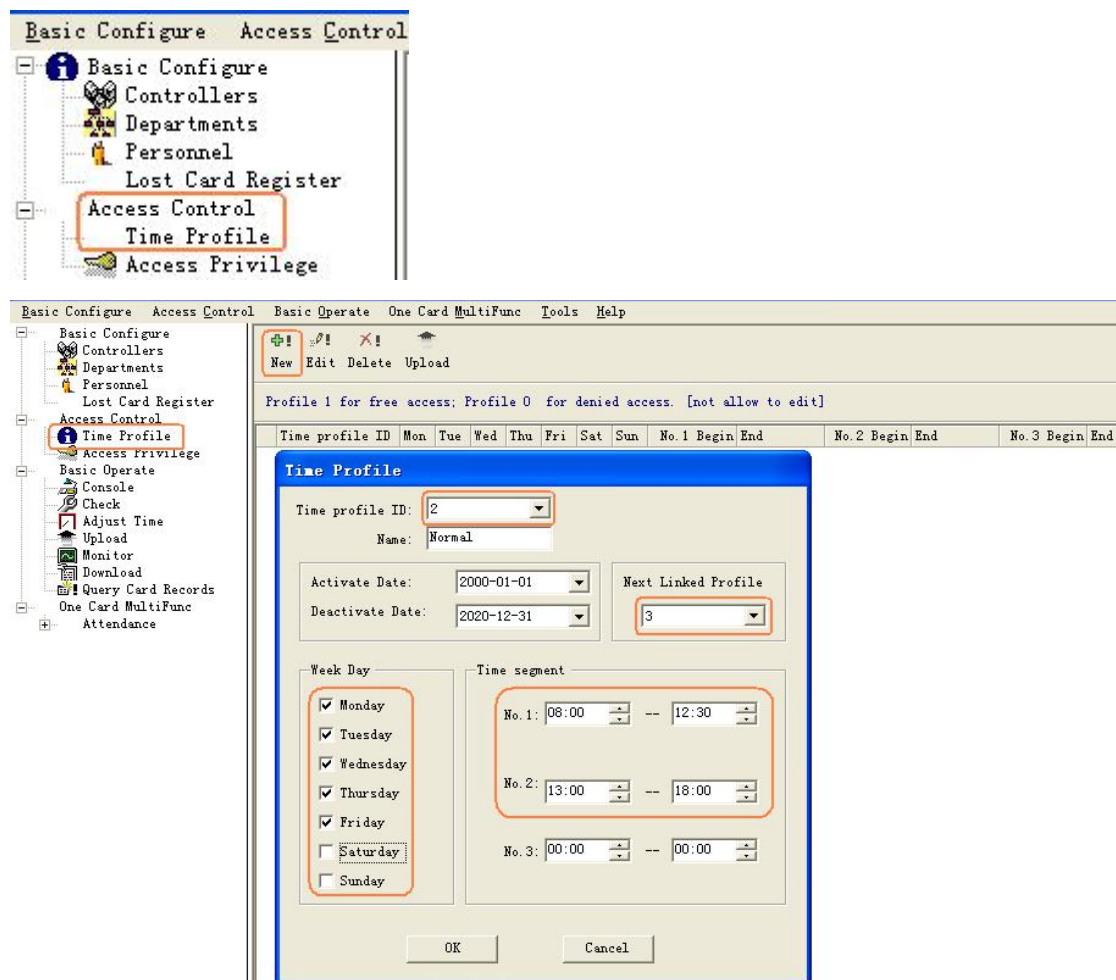 Basic Configure Access Control
Basic Configure
Controllers
Departments
Personnel
Lost Card Register
Access Control
Time Profile
Access Privilege
Basic Configure Access Control Basic Operate One Card MultiFunc Tools Help
Basic Configure
Controllers
Departments
Personnel
Lost Card Register
Access Control
Time Profile
Access Privilege
Basic Operate
Console
Check
Adjust Time
Upload
Monitor
Download
Query Card Records
One Card MultiFunc
Attendance
New Edit Delete Upload
Profile 1 for free access; Profile 0 for denied access. [not allow to edit]
Time profile ID Mon Tue Wed Thu Fri Sat Sun No.1 Begin End No.2 Begin End No.3 Begin End
Time Profile
Time profile ID: 2
Name: Normal
Activate Date: 2000-01-01
Deactivate Date: 2020-12-31
Next Linked Profile
3
Week Day
Monday
Tuesday
Wednesday
Thursday
Friday
Saturday
Sunday
Time segment
No.1: 08:00 -- 12:30
No.2: 13:00 -- 18:00
No.3: 00:00 -- 00:00
OK Cancel